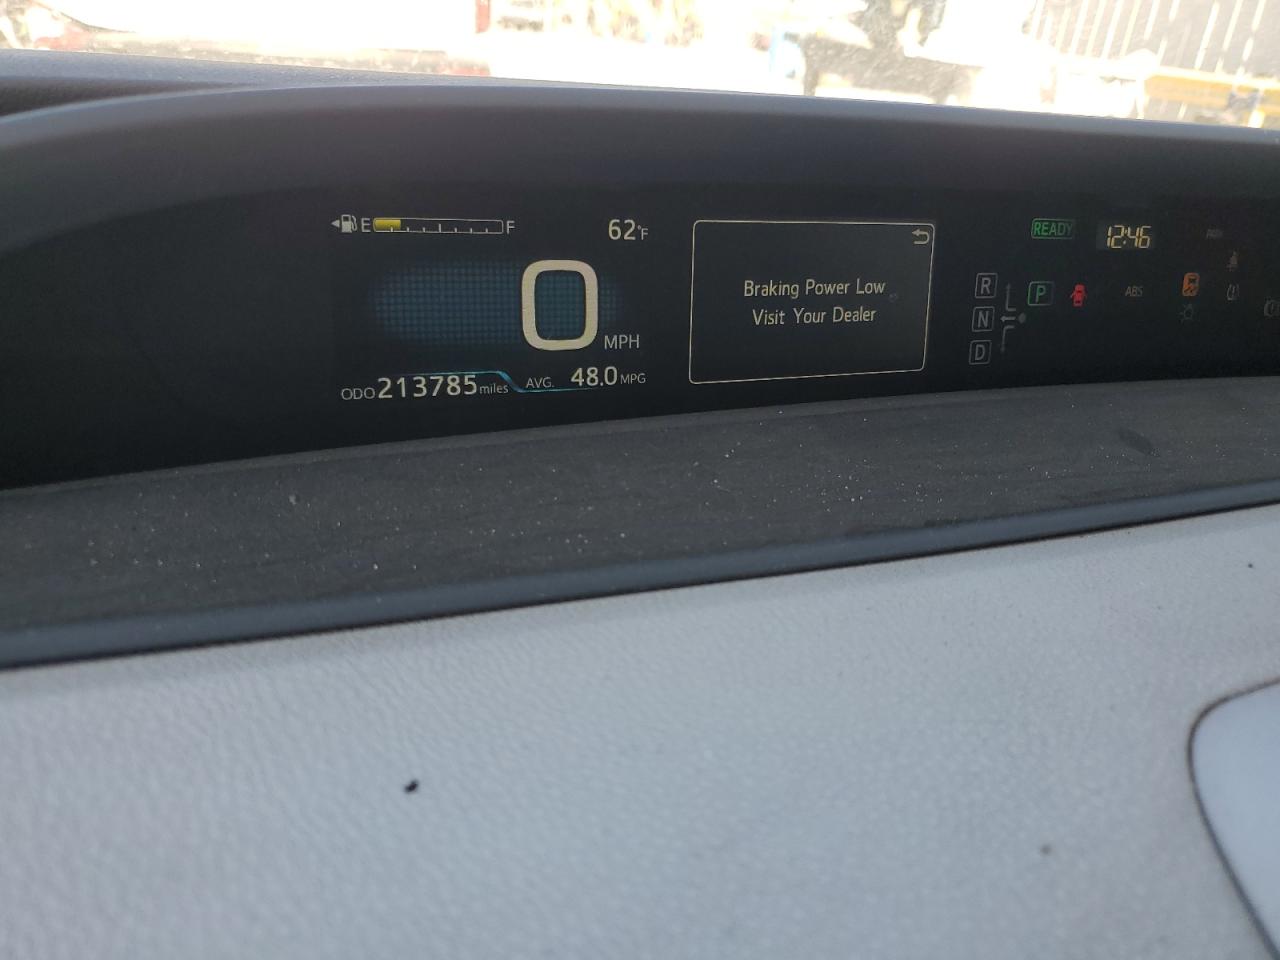 E F
62°F
0 MPH
ODO 213785 miles
AVG. 48.0 MPG
Braking Power Low
Visit Your Dealer
READY
12:46
R
N
D
P
ABS